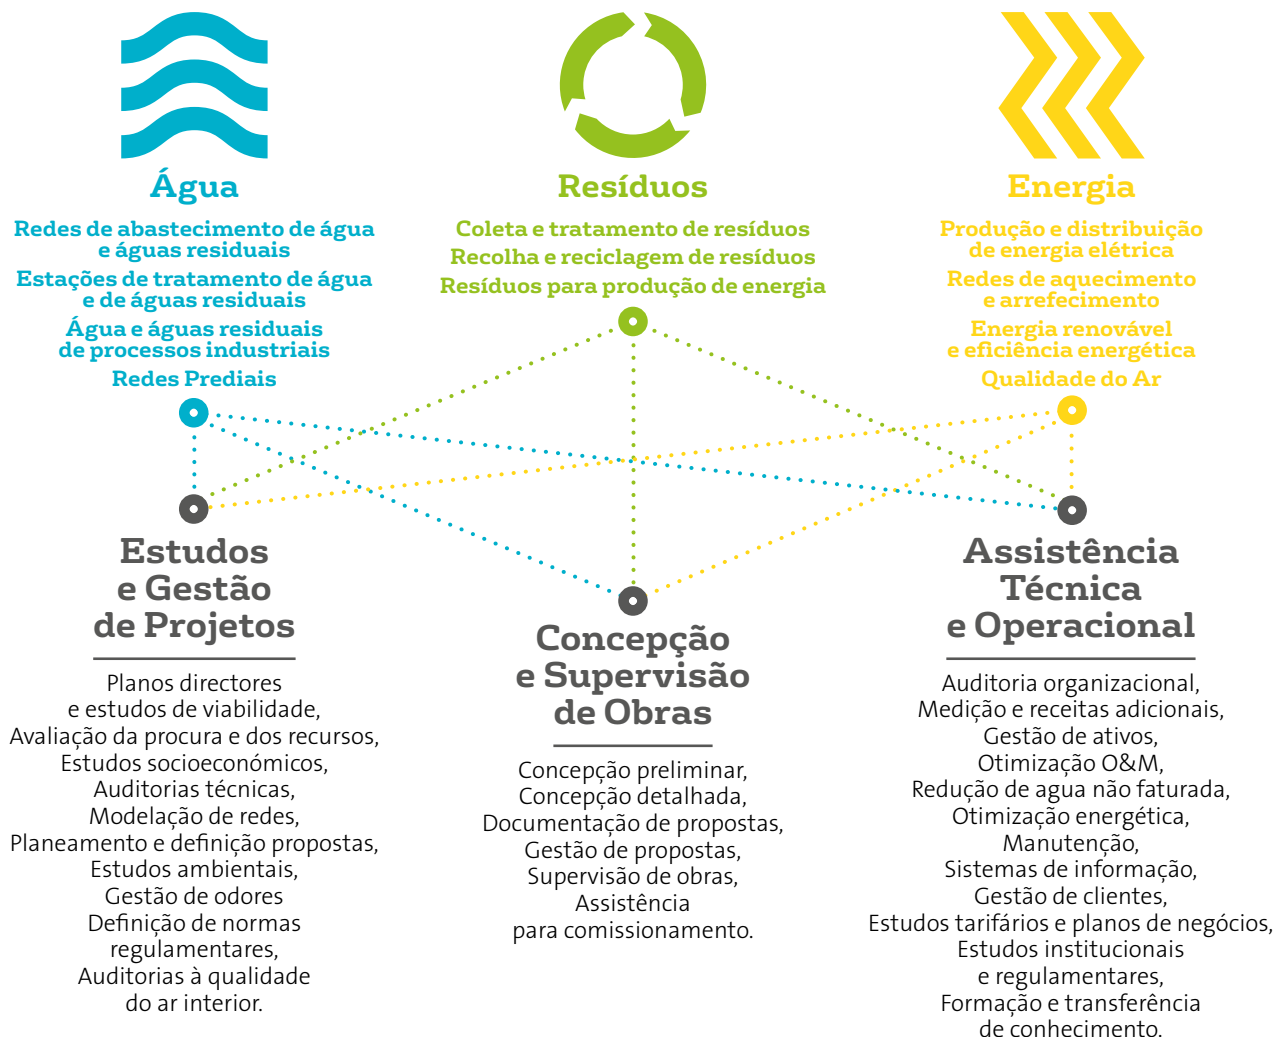 Água
Redes de abastecimento de água
e águas residuais
Estações de tratamento de água
e de águas residuais
Água e águas residuais
de processos industriais
Redes Prediais
Resíduos
Coleta e tratamento de resíduos
Recolha e reciclagem de resíduos
Resíduos para produção de energia
Energia
Produção e distribuição
de energia elétrica
Redes de aquecimento
e arrefecimento
Energia renovável
e eficiência energética
Qualidade do Ar
Estudos
e Gestão
de Projetos
Planos directores
e estudos de viabilidade,
Avaliação da procura e dos recursos,
Estudos socioeconómicos,
Auditorias técnicas,
Modelação de redes,
Planeamento e definição propostas,
Estudos ambientais,
Gestão de odores
Definição de normas
regulamentares,
Auditorias à qualidade
do ar interior.
Concepção
e Supervisão
de Obras
Concepção preliminar,
Concepção detalhada,
Documentação de propostas,
Gestão de propostas,
Supervisão de obras,
Assistência
para comissionamento.
Assistência
Técnica
e Operacional
Auditoria organizacional,
Medição e receitas adicionais,
Gestão de ativos,
Otimização O&M,
Redução de agua não faturada,
Otimização energética,
Manutenção,
Sistemas de informação,
Gestão de clientes,
Estudos tarifários e planos de negócios,
Estudos institucionais
e regulamentares,
Formação e transferência
de conhecimento.